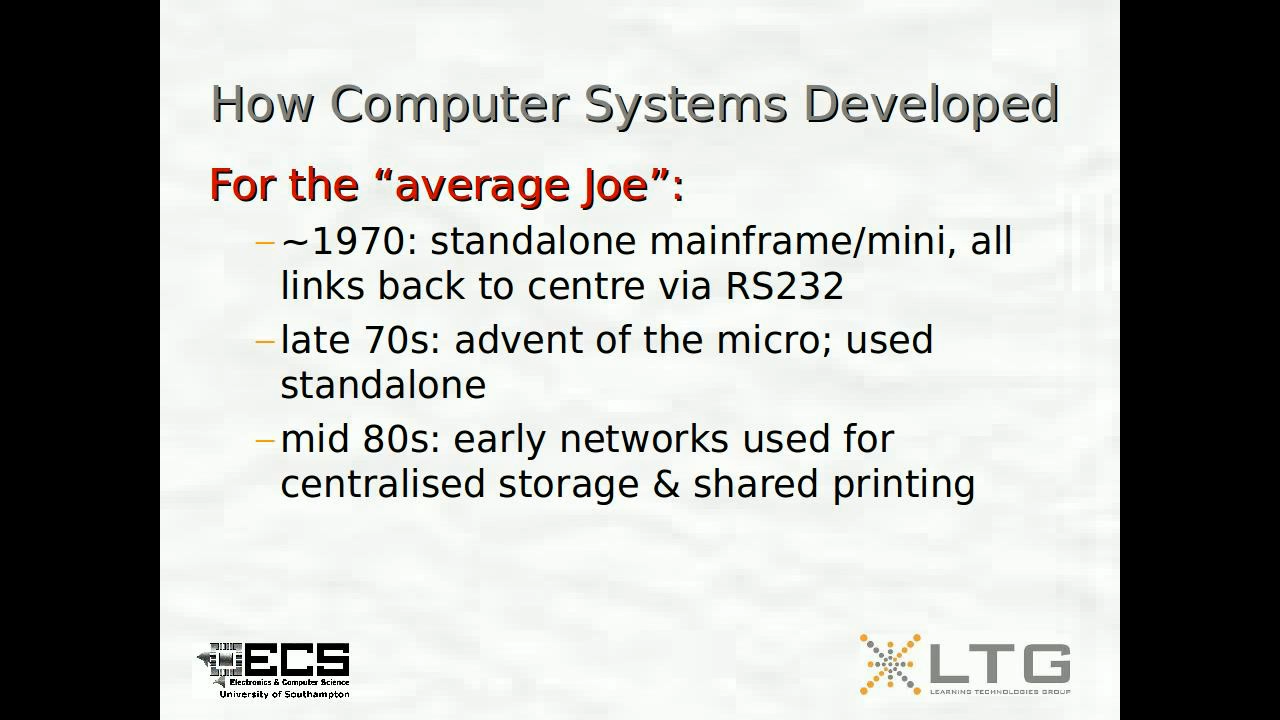 How Computer Systems Developed
For the “average Joe”:
–~1970: standalone mainframe/mini, all
links back to centre via RS232
–late 70s: advent of the micro; used
standalone
–mid 80s: early networks used for
centralised storage & shared printing
ECS
Electronics & Computer Science
University of Southampton
LTG
LEARNING TECHNOLOGIES GROUP